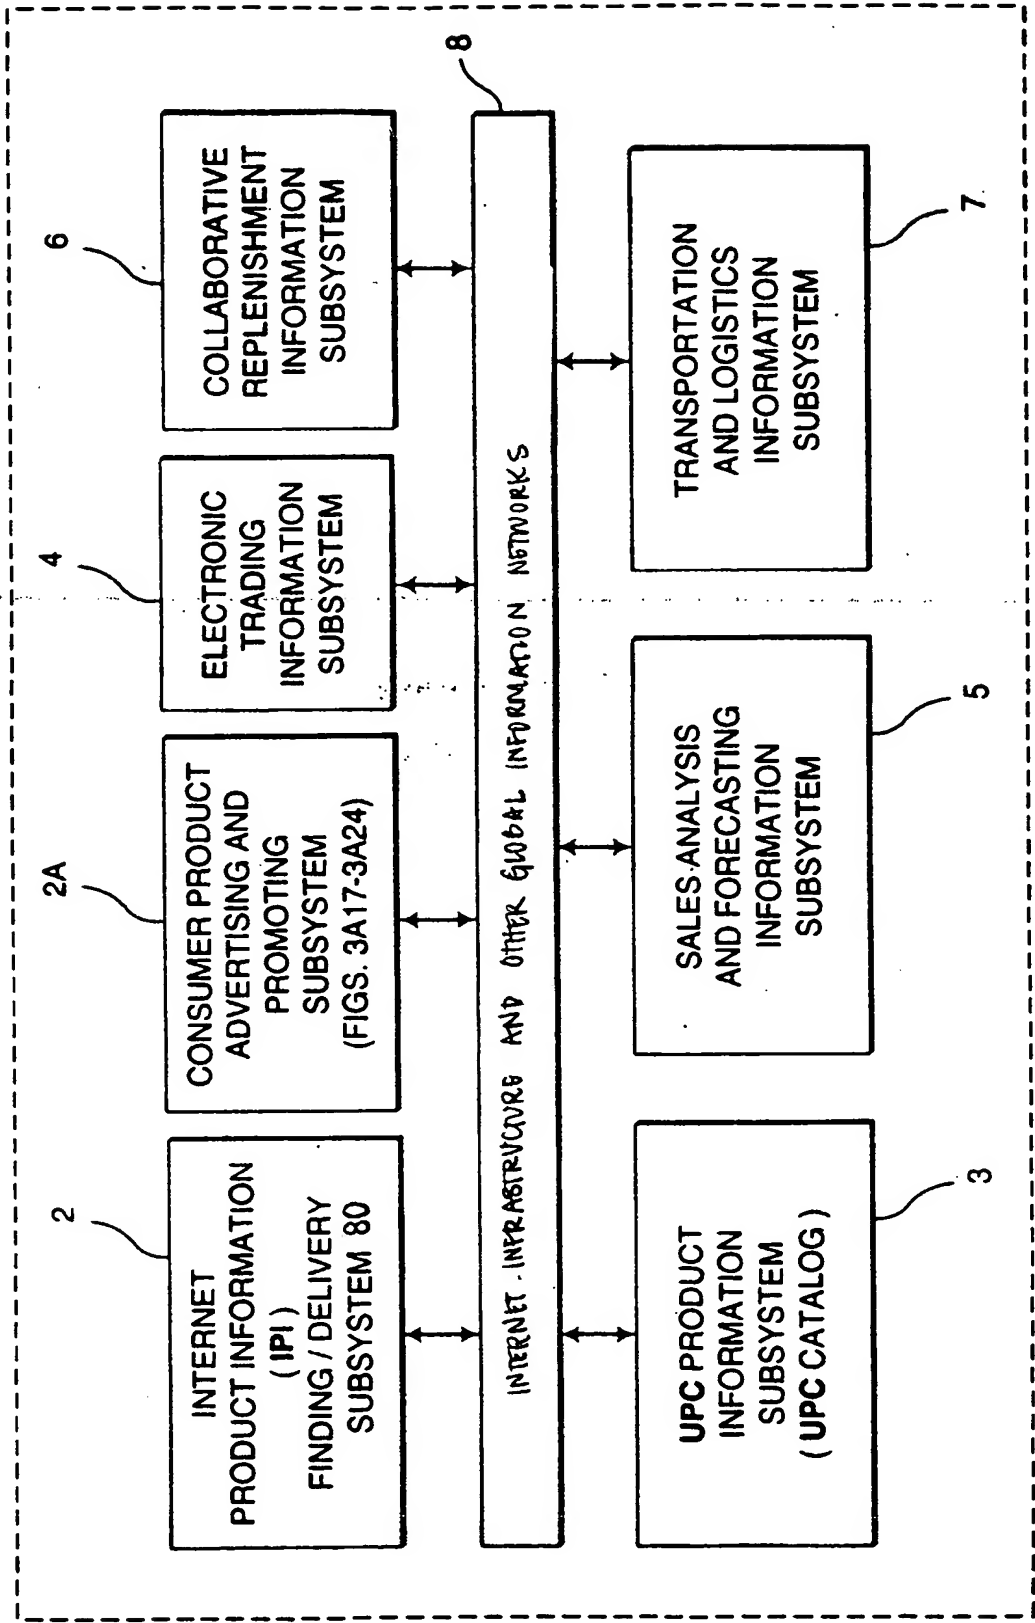 2
INTERNET
PRODUCT INFORMATION
( IPI )
FINDING / DELIVERY
SUBSYSTEM 80
2A
CONSUMER PRODUCT
ADVERTISING AND
PROMOTING
SUBSYSTEM
(FIGS. 3A17-3A24)
4
ELECTRONIC
TRADING
INFORMATION
SUBSYSTEM
6
COLLABORATIVE
REPLENISHMENT
INFORMATION
SUBSYSTEM
INTERNET INFRASTRUCTURE AND OTHER GLOBAL INFORMATION NETWORKS
8
UPC PRODUCT
INFORMATION
SUBSYSTEM
( UPC CATALOG )
3
SALES ANALYSIS
AND FORECASTING
INFORMATION
SUBSYSTEM
5
TRANSPORTATION
AND LOGISTICS
INFORMATION
SUBSYSTEM
7